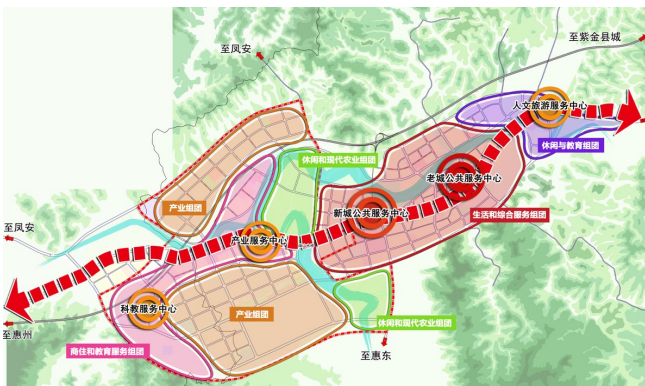 至紫金县城
至凤安
人文旅游服务中心
休闲与教育组团
休闲和现代农业组团
老城公共服务中心
产业组团
新城公共服务中心
生活和综合服务组团
至凤安
产业服务中心
科教服务中心
产业组团
休闲和现代农业组团
至惠州
商住和教育服务组团
至惠东